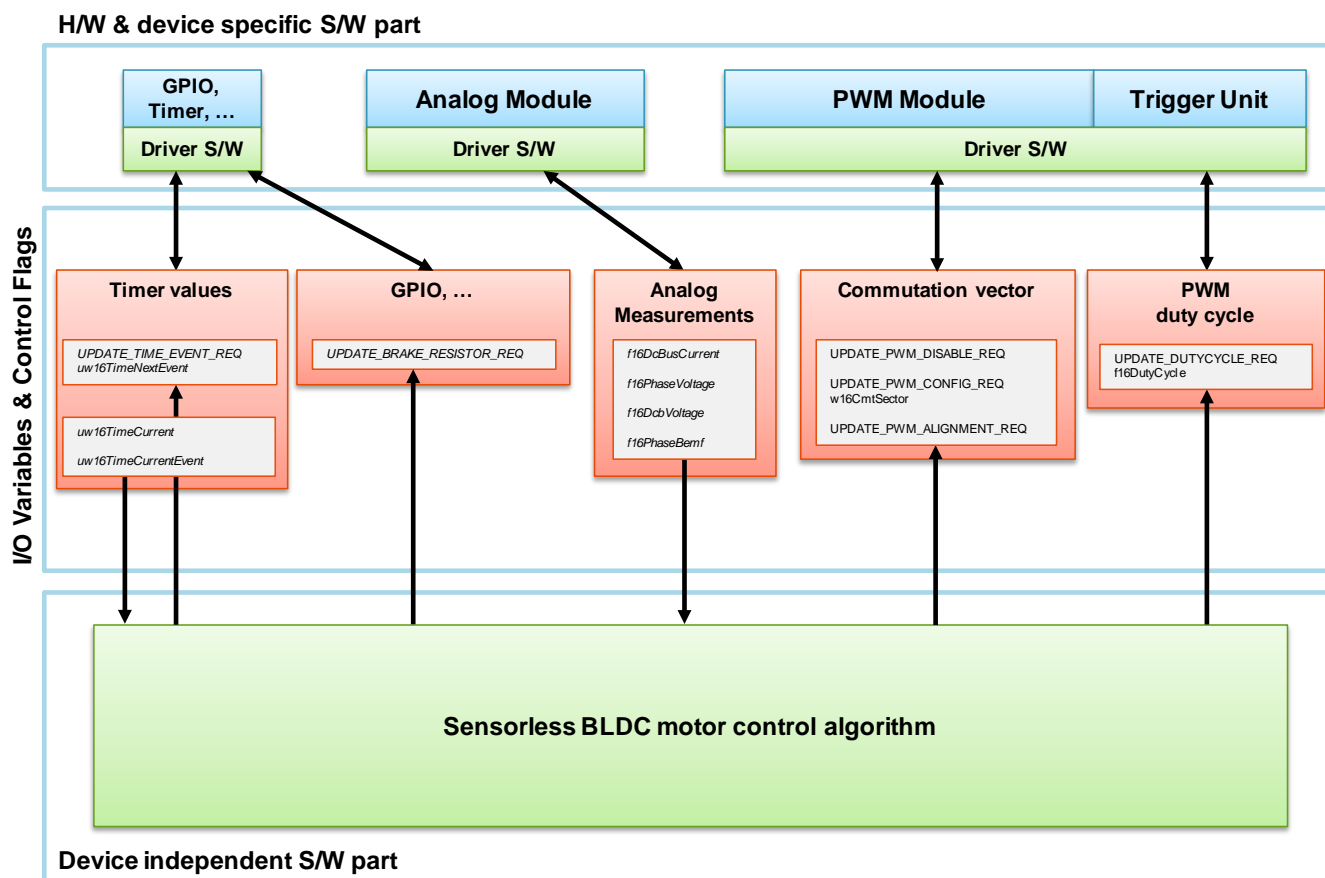 H/W & device specific S/W part
GPIO,
Timer, …
Driver S/W
Analog Module
Driver S/W
PWM Module
Trigger Unit
Driver S/W
I/O Variables & Control Flags
Timer values
UPDATE_TIME_EVENT_REQ
uw16TimeNextEvent
uw16TimeCurrent
uw16TimeCurrentEvent
GPIO, …
UPDATE_BRAKE_RESISTOR_REQ
Analog
Measurements
f16DcBusCurrent
f16PhaseVoltage
f16DcbVoltage
f16PhaseBemf
Commutation vector
UPDATE_PWM_DISABLE_REQ
UPDATE_PWM_CONFIG_REQ
w16CmtSector
UPDATE_PWM_ALIGNMENT_REQ
PWM
duty cycle
UPDATE_DUTYCYCLE_REQ
f16DutyCycle
Sensorless BLDC motor control algorithm
Device independent S/W part